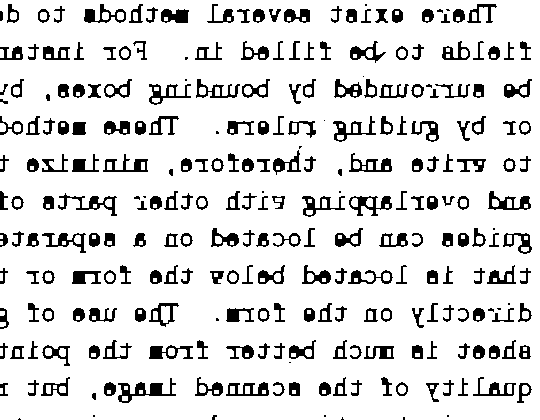 There exist several methods to de
fields to be filled in. For instan
be surrounded by bounding boxes, by
or by guiding rulers. These method
to write and, therefore, minimize t
and overlapping with other parts of
guides can be located on a separate
that is located below the form or t
directly on the form. The use of g
sheet is much better from the point
quality of the scanned image, but r